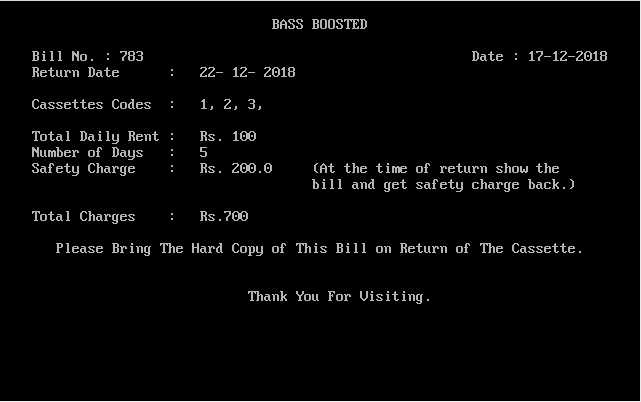 BASS BOOSTED
Bill No. : 783 Date : 17-12-2018
Return Date : 22- 12- 2018
Cassettes Codes : 1, 2, 3,
Total Daily Rent : Rs. 100
Number of Days : 5
Safety Charge : Rs. 200.0 (At the time of return show the
bill and get safety charge back.)
Total Charges : Rs.700
Please Bring The Hard Copy of This Bill on Return of The Cassette.
Thank You For Visiting.